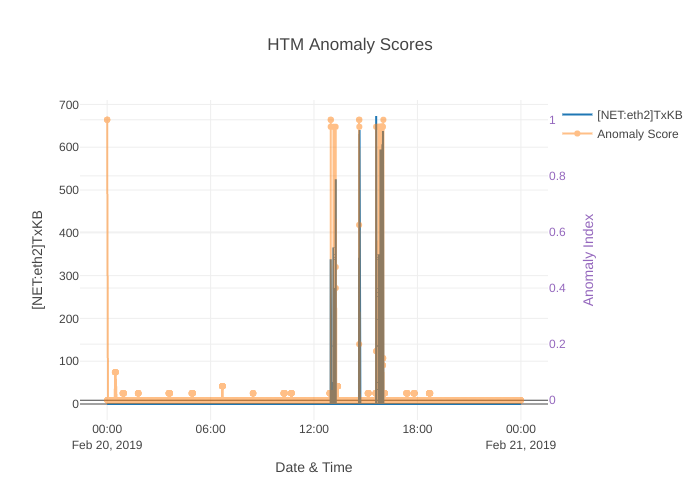 HTM Anomaly Scores
[NET:eth2]TxKB
Anomaly Score
700
600
500
400
300
200
100
0
[NET:eth2]TxKB
1
0.8
0.6
0.4
0.2
0
Anomaly Index
00:00
Feb 20, 2019
06:00
12:00
18:00
00:00
Feb 21, 2019
Date & Time